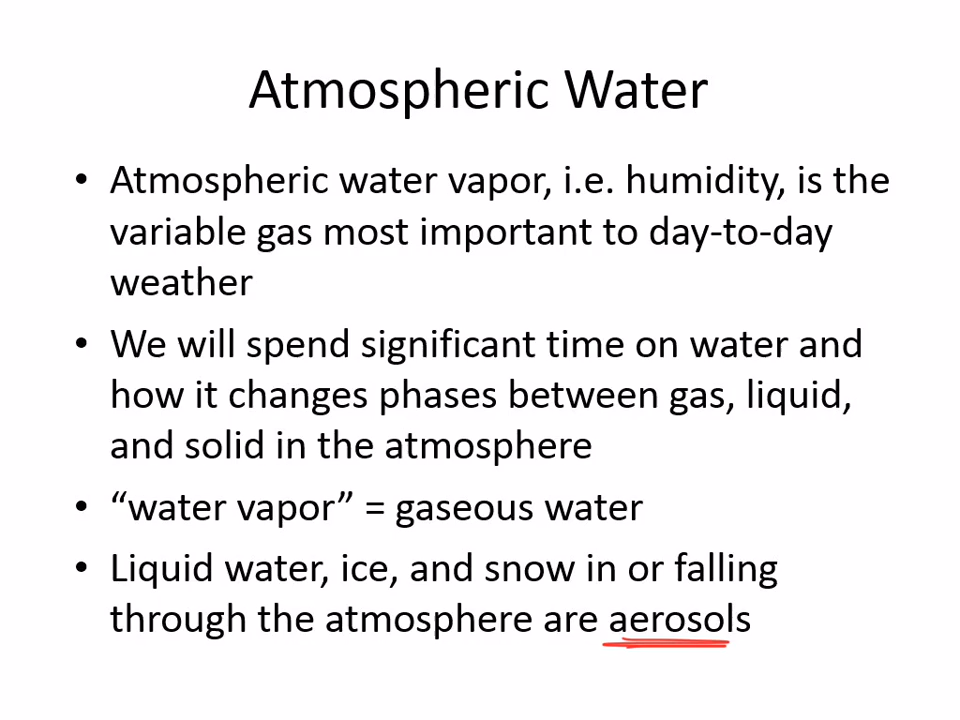 Atmospheric Water
• Atmospheric water vapor, i.e. humidity, is the
variable gas most important to day-to-day
weather
• We will spend significant time on water and
how it changes phases between gas, liquid,
and solid in the atmosphere
• “water vapor” = gaseous water
• Liquid water, ice, and snow in or falling
through the atmosphere are aerosols